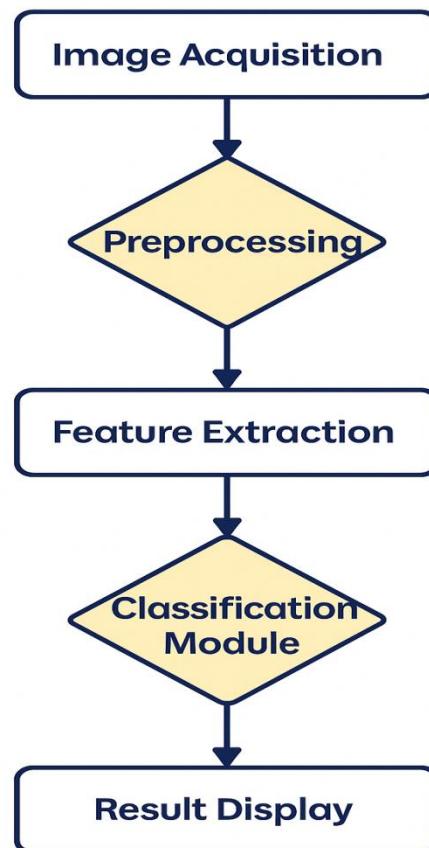 Image Acquisition
Preprocessing
Feature Extraction
Classification
Module
Result Display